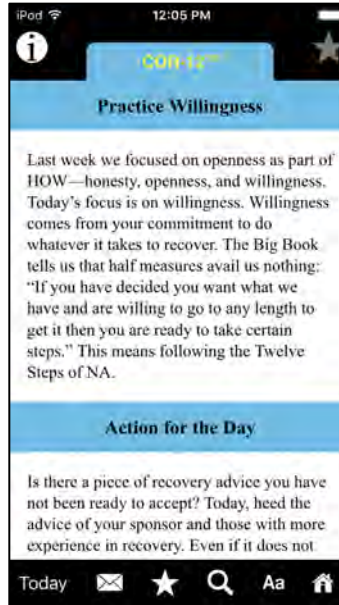 iPod 12:05 PM
Practice Willingness
Last week we focused on openness as part of
HOW—honesty, openness, and willingness.
Today's focus is on willingness. Willingness
comes from your commitment to do
whatever it takes to recover. The Big Book
tells us that half measures avail us nothing:
“If you have decided you want what we
have and are willing to go to any length to
get it then you are ready to take certain
steps.” This means following the Twelve
Steps of NA.
Action for the Day
Is there a piece of recovery advice you have
not been ready to accept? Today, heed the
advice of your sponsor and those with more
experience in recovery. Even if it does not
Today Aa